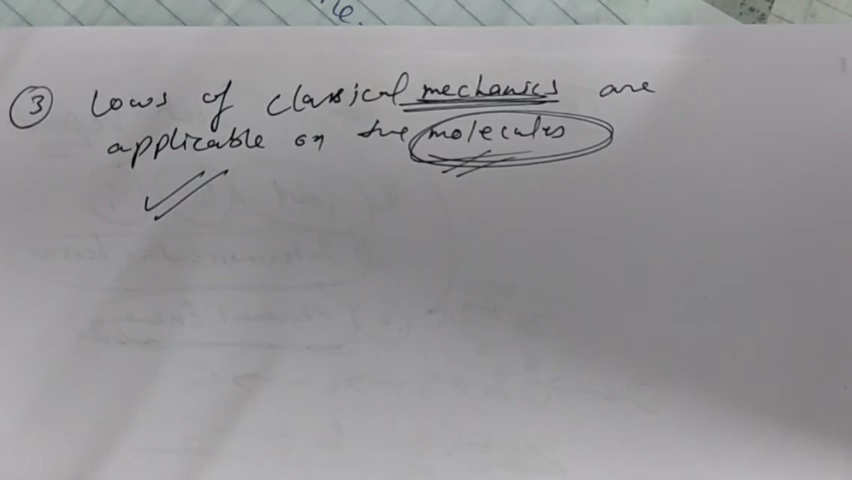 ③ Laws of classical mechanics are
applicable on the molecules